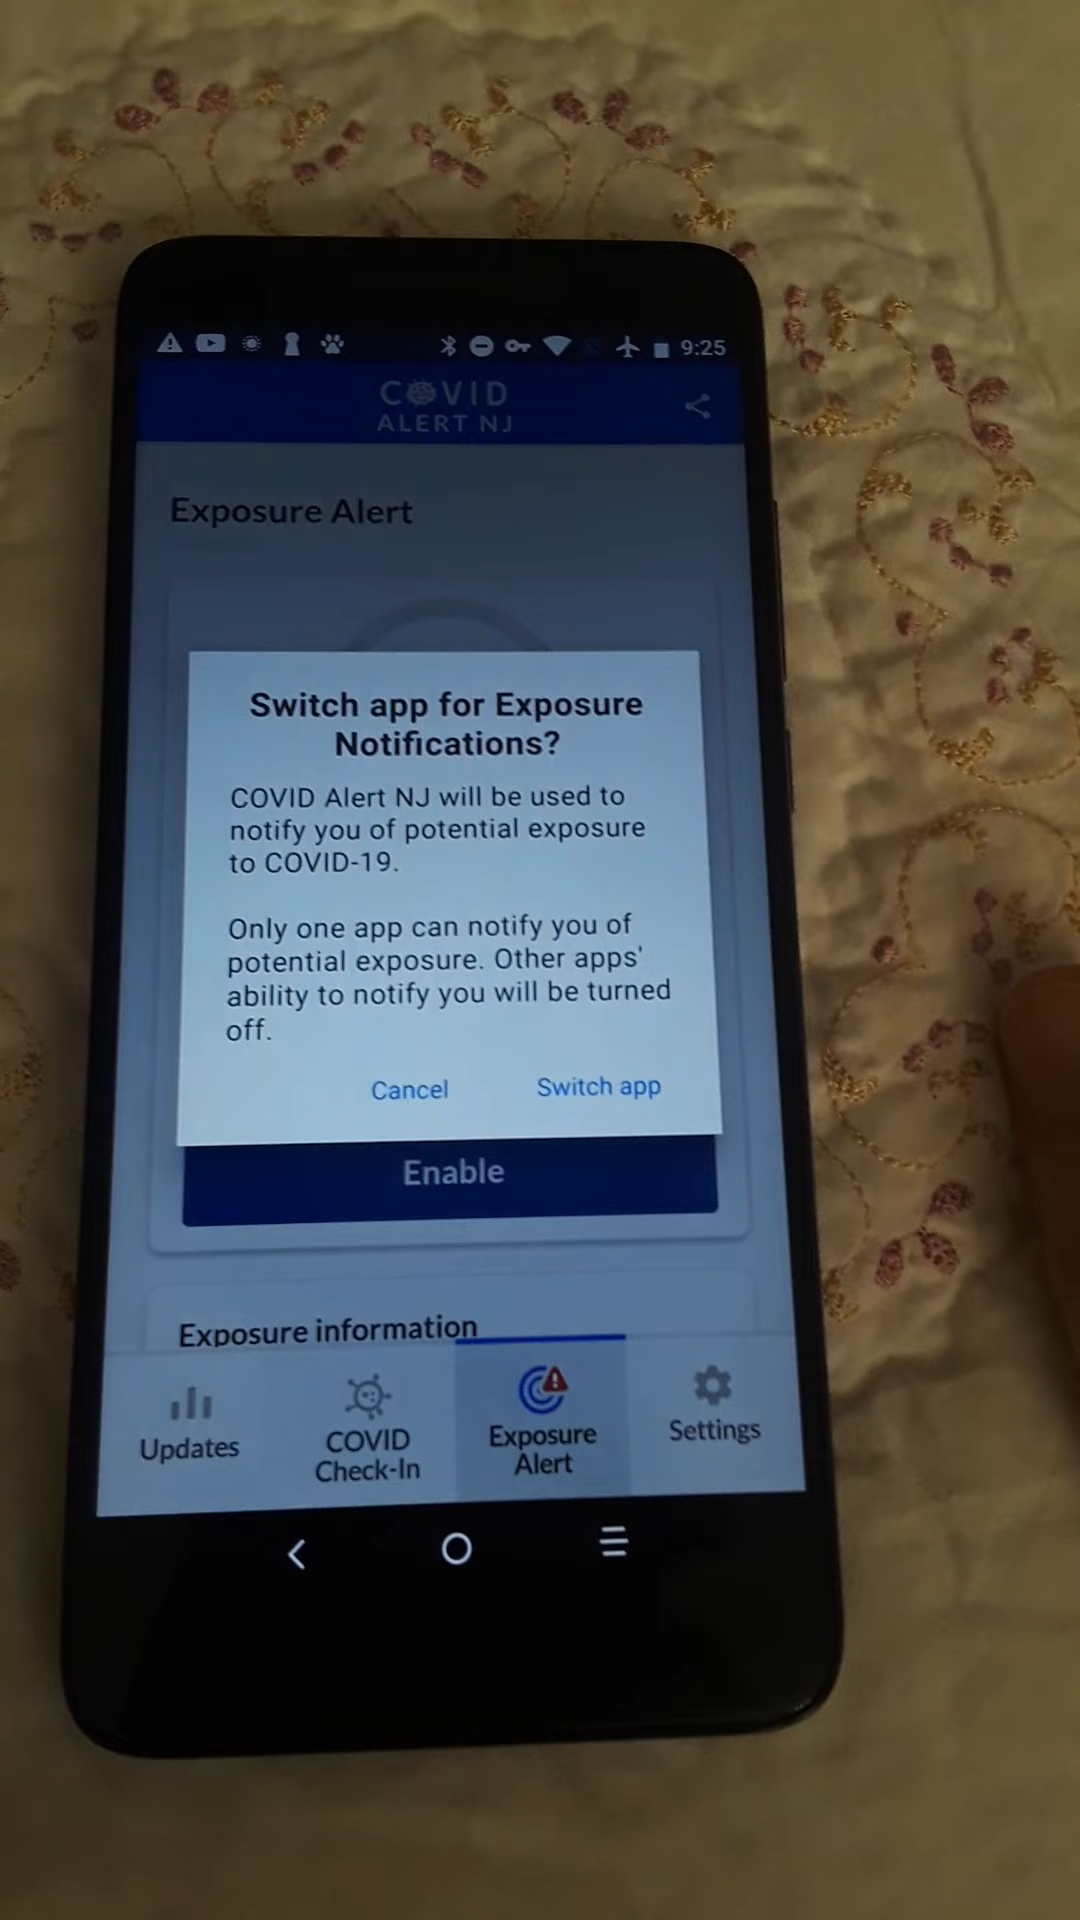 9:25
COVID
ALERT NJ
Exposure Alert
Switch app for Exposure
Notifications?
COVID Alert NJ will be used to
notify you of potential exposure
to COVID-19.
Only one app can notify you of
potential exposure. Other apps'
ability to notify you will be turned
off.
Cancel Switch app
Enable
Exposure information
Updates
COVID
Check-In
Exposure
Alert
Settings